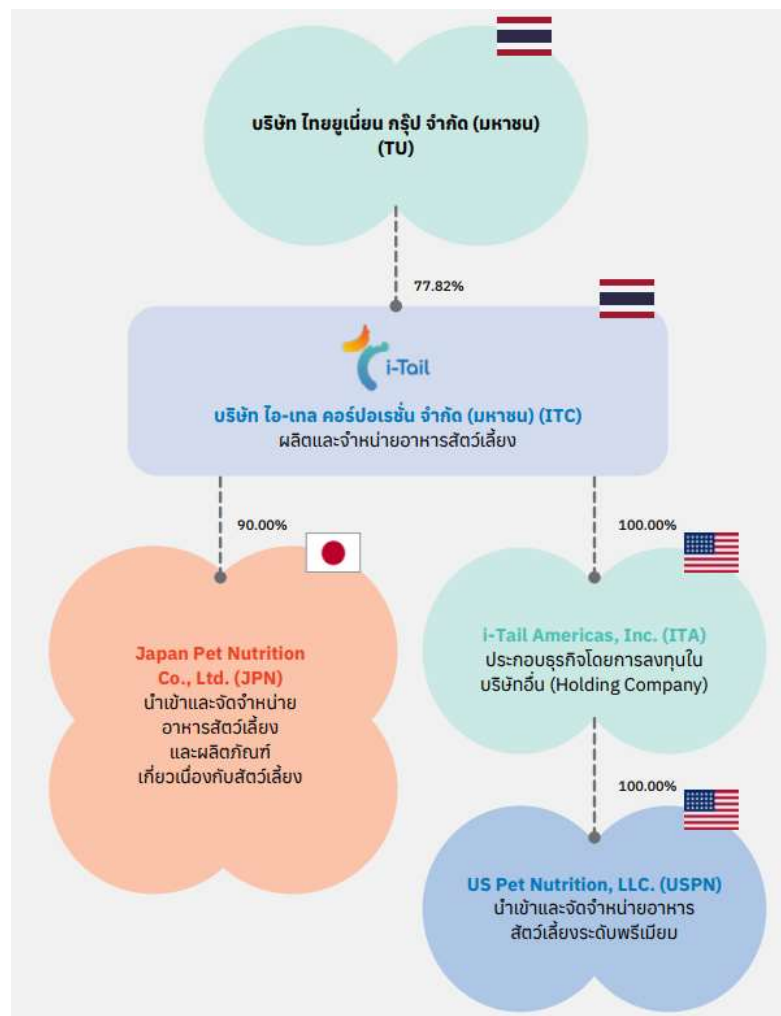 บริษัท ไทยยูเนี่ยน กรุ๊ป จำกัด (มหาชน)
(TU)
77.82%
i-Tail
บริษัท ไอ-เทล คอร์ปอเรชั่น จำกัด (มหาชน) (ITC)
ผลิตและจำหน่ายอาหารสัตว์เลี้ยง
90.00%
100.00%
Japan Pet Nutrition
Co., Ltd. (JPN)
นำเข้าและจัดจำหน่าย
อาหารสัตว์เลี้ยง
และผลิตภัณฑ์
เกี่ยวเนื่องกับสัตว์เลี้ยง
i-Tail Americas, Inc. (ITA)
ประกอบธุรกิจโดยการลงทุนใน
บริษัทอื่น (Holding Company)
100.00%
US Pet Nutrition, LLC. (USPN)
นำเข้าและจัดจำหน่ายอาหาร
สัตว์เลี้ยงระดับพรีเมียม